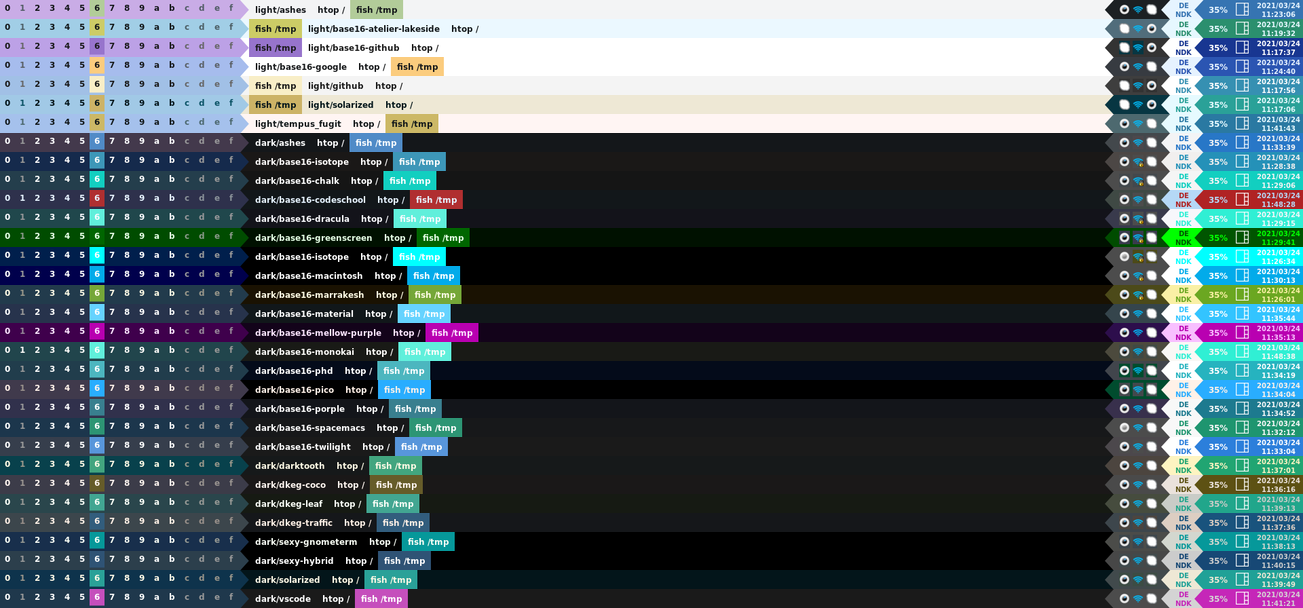 0 1 2 3 4 5 6 7 8 9 a b c d e f light/ashes htop / fish /tmp DE NDK 35% 2021/03/24 11:23:06
0 1 2 3 4 5 6 7 8 9 a b c d e f fish /tmp light/base16-atelier-lakeside htop / DE NDK 35% 2021/03/24 11:19:32
0 1 2 3 4 5 6 7 8 9 a b c d e f fish /tmp light/base16-github htop / DE NDK 35% 2021/03/24 11:17:37
0 1 2 3 4 5 6 7 8 9 a b c d e f light/base16-google htop / fish /tmp DE NDK 35% 2021/03/24 11:24:40
0 1 2 3 4 5 6 7 8 9 a b c d e f fish /tmp light/github htop / DE NDK 35% 2021/03/24 11:17:56
0 1 2 3 4 5 6 7 8 9 a b c d e f fish /tmp light/solarized htop / DE NDK 35% 2021/03/24 11:17:06
0 1 2 3 4 5 6 7 8 9 a b c d e f light/tempus_fugit htop / fish /tmp DE NDK 35% 2021/03/24 11:41:43
0 1 2 3 4 5 6 7 8 9 a b c d e f dark/ashes htop / fish /tmp DE NDK 35% 2021/03/24 11:33:39
0 1 2 3 4 5 6 7 8 9 a b c d e f dark/base16-isotope htop / fish /tmp DE NDK 35% 2021/03/24 11:28:38
0 1 2 3 4 5 6 7 8 9 a b c d e f dark/base16-chalk htop / fish /tmp DE NDK 35% 2021/03/24 11:29:06
0 1 2 3 4 5 6 7 8 9 a b c d e f dark/base16-codeschool htop / fish /tmp DE NDK 35% 2021/03/24 11:48:28
0 1 2 3 4 5 6 7 8 9 a b c d e f dark/base16-dracula htop / fish /tmp DE NDK 35% 2021/03/24 11:29:15
0 1 2 3 4 5 6 7 8 9 a b c d e f dark/base16-greenscreen htop / fish /tmp DE NDK 35% 2021/03/24 11:29:41
0 1 2 3 4 5 6 7 8 9 a b c d e f dark/base16-isotope htop / fish /tmp DE NDK 35% 2021/03/24 11:26:34
0 1 2 3 4 5 6 7 8 9 a b c d e f dark/base16-macintosh htop / fish /tmp DE NDK 35% 2021/03/24 11:30:13
0 1 2 3 4 5 6 7 8 9 a b c d e f dark/base16-marrakesh htop / fish /tmp DE NDK 35% 2021/03/24 11:26:01
0 1 2 3 4 5 6 7 8 9 a b c d e f dark/base16-material htop / fish /tmp DE NDK 35% 2021/03/24 11:35:44
0 1 2 3 4 5 6 7 8 9 a b c d e f dark/base16-mellow-purple htop / fish /tmp DE NDK 35% 2021/03/24 11:35:13
0 1 2 3 4 5 6 7 8 9 a b c d e f dark/base16-monokai htop / fish /tmp DE NDK 35% 2021/03/24 11:48:38
0 1 2 3 4 5 6 7 8 9 a b c d e f dark/base16-phd htop / fish /tmp DE NDK 35% 2021/03/24 11:34:19
0 1 2 3 4 5 6 7 8 9 a b c d e f dark/base16-pico htop / fish /tmp DE NDK 35% 2021/03/24 11:34:04
0 1 2 3 4 5 6 7 8 9 a b c d e f dark/base16-porple htop / fish /tmp DE NDK 35% 2021/03/24 11:34:52
0 1 2 3 4 5 6 7 8 9 a b c d e f dark/base16-spacemacs htop / fish /tmp DE NDK 35% 2021/03/24 11:32:12
0 1 2 3 4 5 6 7 8 9 a b c d e f dark/base16-twilight htop / fish /tmp DE NDK 35% 2021/03/24 11:33:04
0 1 2 3 4 5 6 7 8 9 a b c d e f dark/darktooth htop / fish /tmp DE NDK 35% 2021/03/24 11:37:01
0 1 2 3 4 5 6 7 8 9 a b c d e f dark/dkeg-coco htop / fish /tmp DE NDK 35% 2021/03/24 11:36:16
0 1 2 3 4 5 6 7 8 9 a b c d e f dark/dkeg-leaf htop / fish /tmp DE NDK 35% 2021/03/24 11:39:13
0 1 2 3 4 5 6 7 8 9 a b c d e f dark/dkeg-traffic htop / fish /tmp DE NDK 35% 2021/03/24 11:37:36
0 1 2 3 4 5 6 7 8 9 a b c d e f dark/sexy-gnometerm htop / fish /tmp DE NDK 35% 2021/03/24 11:38:13
0 1 2 3 4 5 6 7 8 9 a b c d e f dark/sexy-hybrid htop / fish /tmp DE NDK 35% 2021/03/24 11:40:15
0 1 2 3 4 5 6 7 8 9 a b c d e f dark/solarized htop / fish /tmp DE NDK 35% 2021/03/24 11:39:49
0 1 2 3 4 5 6 7 8 9 a b c d e f dark/vscode htop / fish /tmp DE NDK 35% 2021/03/24 11:41:21